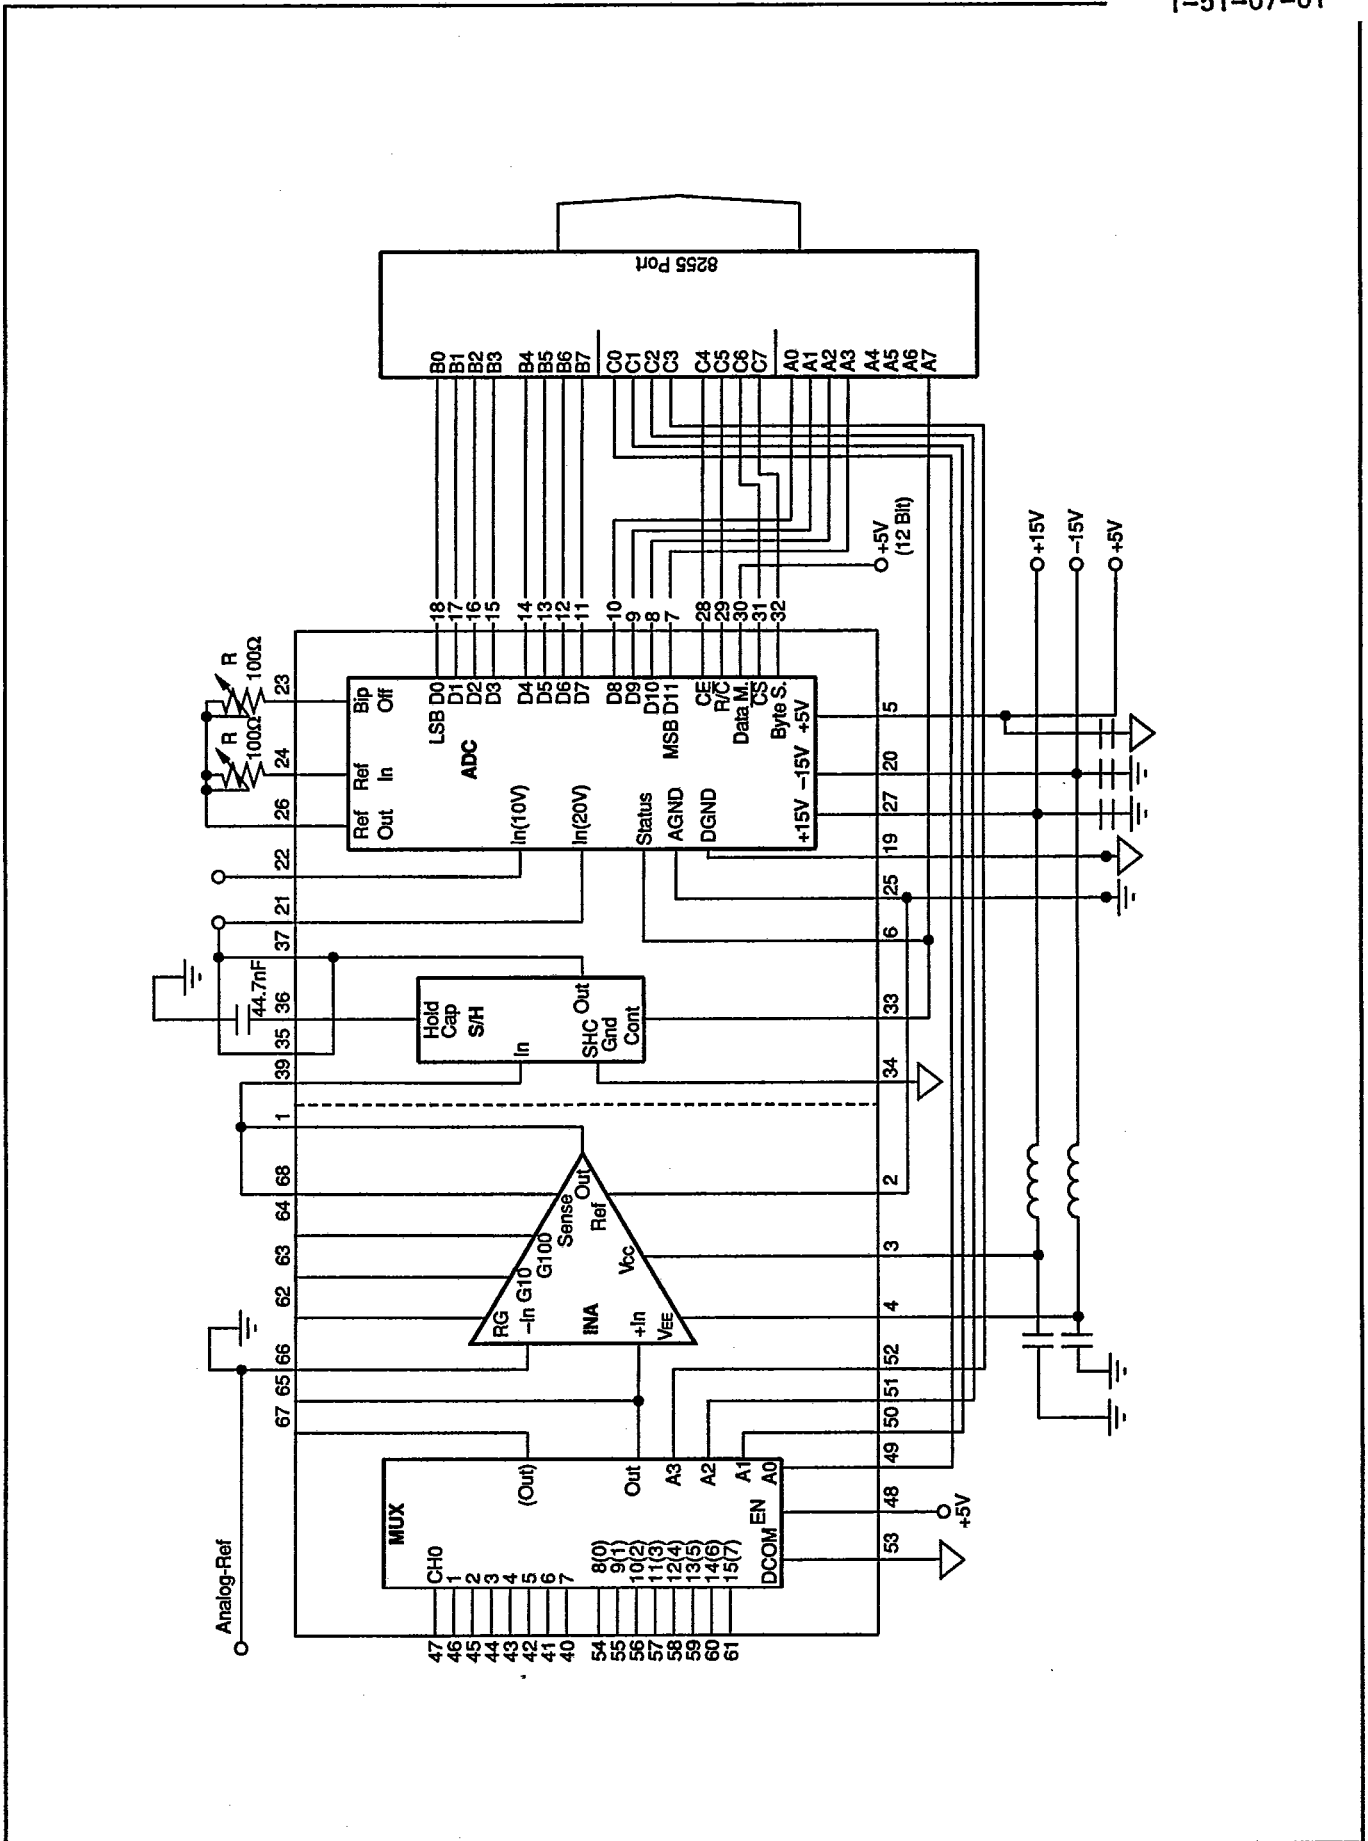 1-51-07-01
8255 Port
B0
B1
B2
B3
B4
B5
B6
B7
C0
C1
C2
C3
C4
C5
C6
C7
A0
A1
A2
A3
A4
A5
A6
A7
+5V
(12 Bit)
+15V
–15V
+5V
18
17
16
15
14
13
12
11
10
9
8
7
28
29
30
31
32
R
100Ω
R
100Ω
23
24
26
22
21
37
36
35
39
1
68
64
63
62
66
65
67
44.7nF
Bip
Off
Ref
In
Ref
Out
LSB D0
D1
D2
D3
D4
D5
D6
D7
D8
D9
D10
MSB D11
CE
R/C
Data M.
CS
Byte S.
ADC
In(10V)
In(20V)
Status
AGND
DGND
+5V
–15V
+15V
5
20
27
19
25
6
33
34
2
3
4
52
51
50
49
48
53
Hold
Cap
S/H
Out
In
SHC
Gnd
Cont
Out
Sense
Ref
G100
G10
RG
VCC
–In
INA
+In
VEE
(Out)
Out
A3
A2
A1
A0
MUX
EN
DCOM
+5V
CH0
1
2
3
4
5
6
7
8(0)
9(1)
10(2)
11(3)
12(4)
13(5)
14(6)
15(7)
47
46
45
44
43
42
41
40
54
55
56
57
58
59
60
61
Analog-Ref